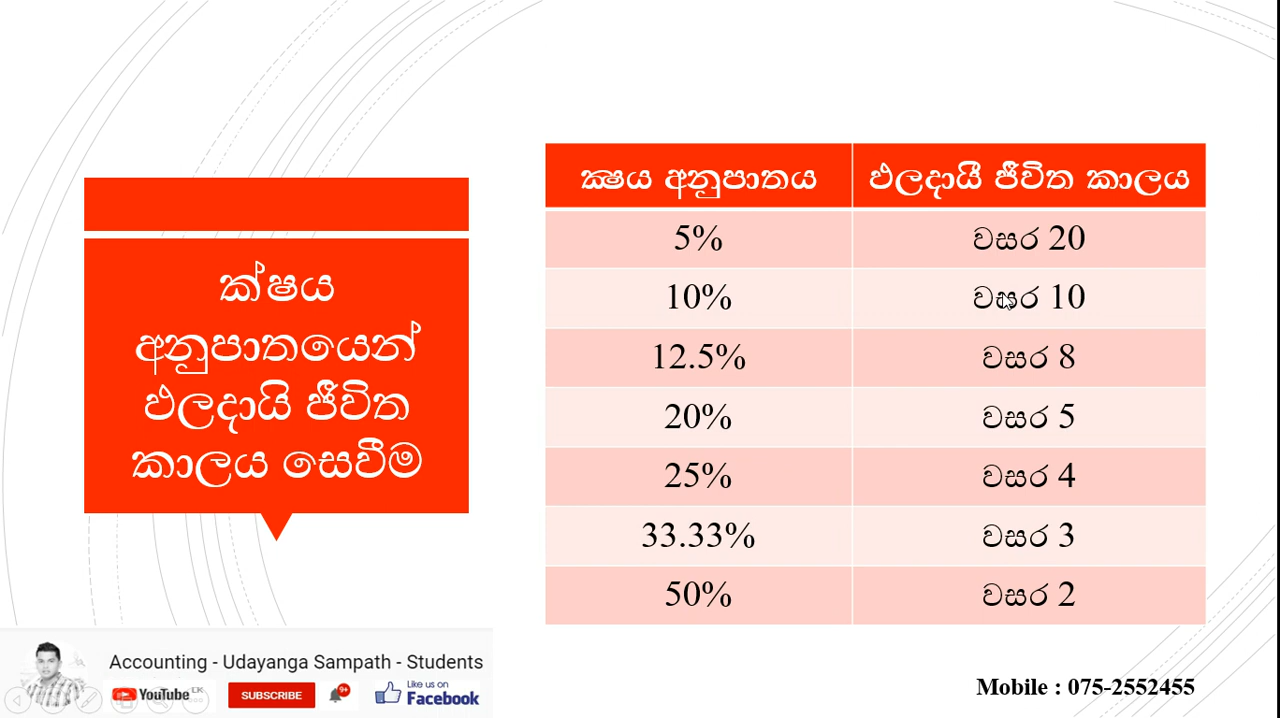 ක්ෂය
අනුපාතයෙන්
ඵලදායි ජීවිත
කාලය සෙවීම
ක්‍ෂය අනුපාතය ඵලදායී ජීවිත කාලය
5% වසර 20
10% වසර 10
12.5% වසර 8
20% වසර 5
25% වසර 4
33.33% වසර 3
50% වසර 2
Accounting - Udayanga Sampath - Students
YouTube LK
SUBSCRIBE
9+
Like us on
Facebook
Mobile : 075-2552455